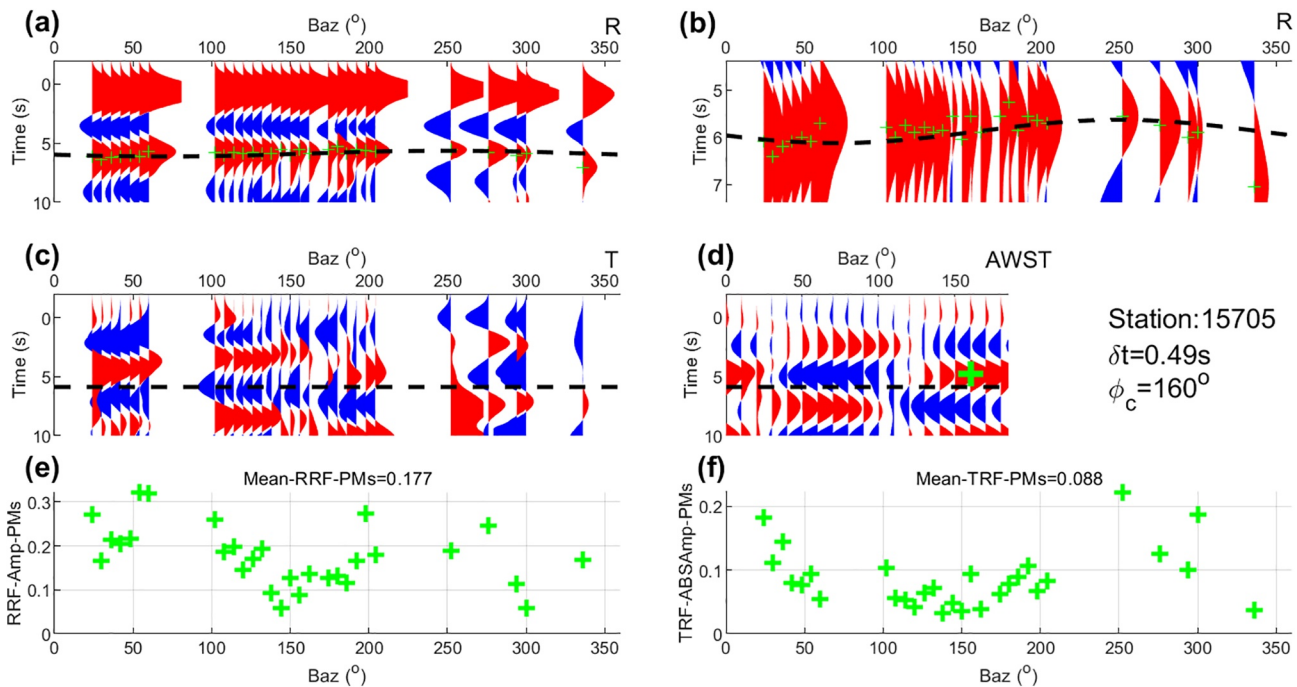 (a)
Baz (°)
R
0 50 100 150 200 250 300 350
Time (s)
0
5
10
(b)
Baz (°)
R
0 50 100 150 200 250 300 350
Time (s)
5
6
7
(c)
Baz (°)
T
0 50 100 150 200 250 300 350
Time (s)
0
5
10
(d)
Baz (°)
AWST
0 50 100 150
Time (s)
0
5
10
Station:15705
δt=0.49s
ϕc=160°
(e)
Mean-RRF-PMs=0.177
RRF-Amp-PMs
0.3
0.2
0.1
0
0 50 100 150 200 250 300 350
Baz (°)
(f)
Mean-TRF-PMs=0.088
TRF-ABSAmp-PMs
0.2
0.1
0
0 50 100 150 200 250 300 350
Baz (°)